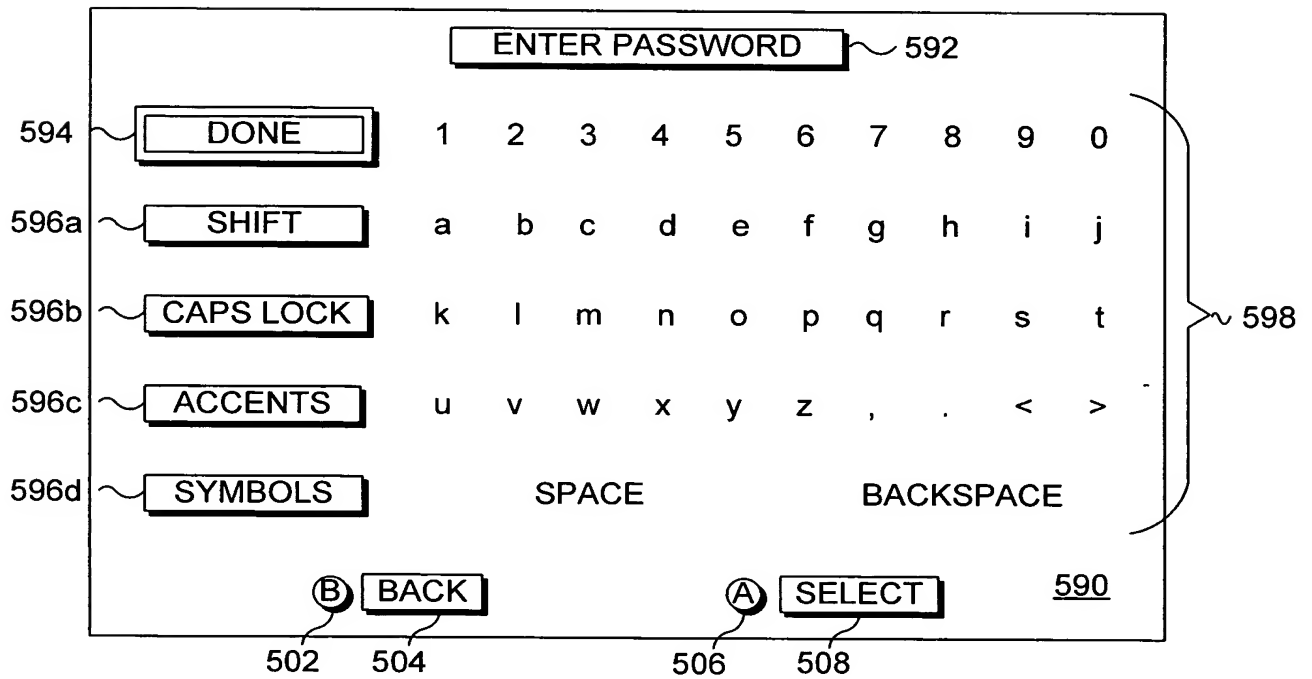 ENTER PASSWORD 592
594 DONE 1 2 3 4 5 6 7 8 9 0
596a SHIFT a b c d e f g h i j
596b CAPS LOCK k l m n o p q r s t 598
596c ACCENTS u v w x y z , . < >
596d SYMBOLS SPACE BACKSPACE
B BACK A SELECT 590
502 504 506 508